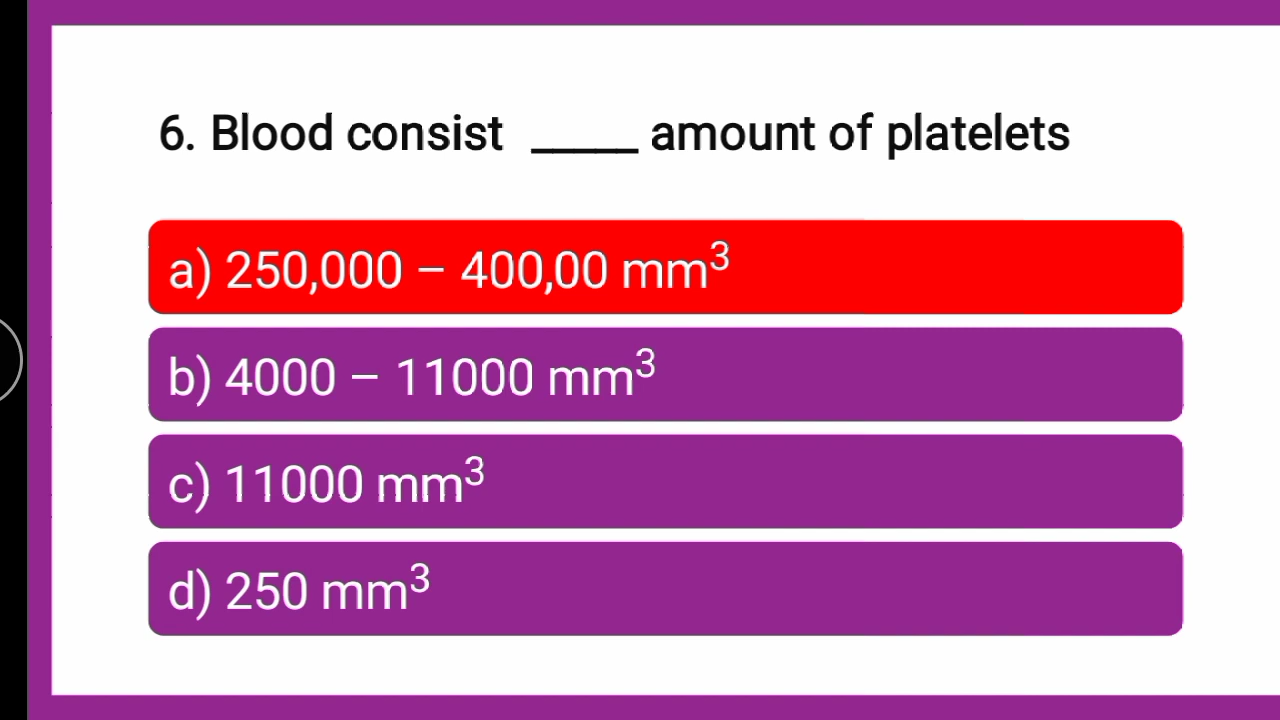 6. Blood consist _____ amount of platelets
a) 250,000 – 400,00 mm³
b) 4000 – 11000 mm³
c) 11000 mm³
d) 250 mm³